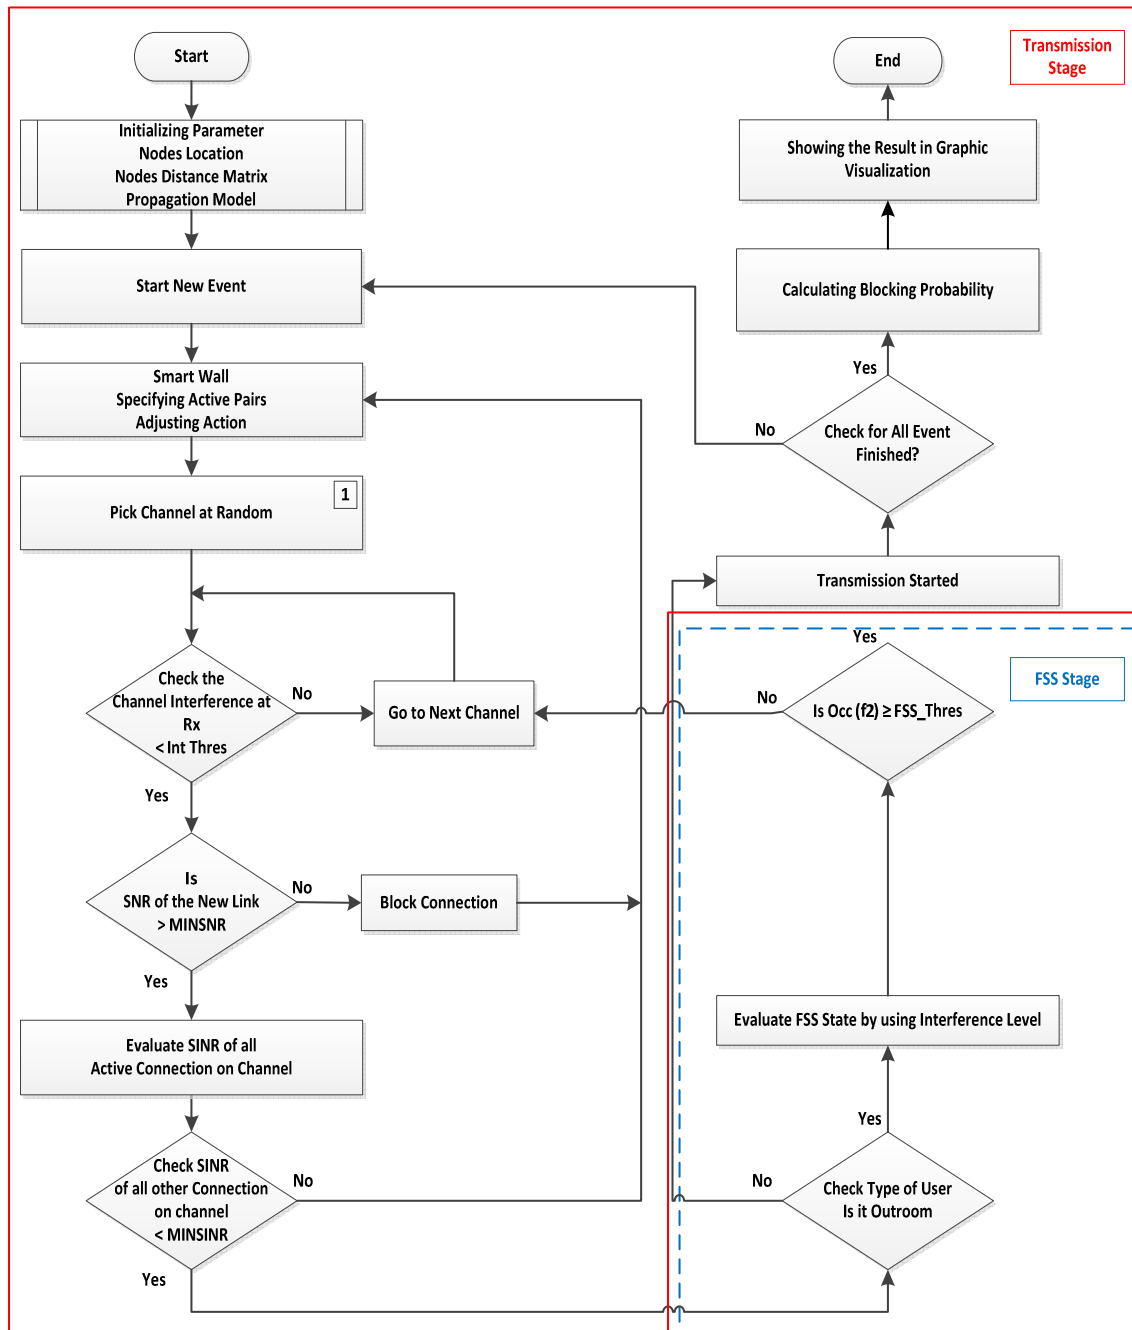 Start
Initializing Parameter
Nodes Location
Nodes Distance Matrix
Propagation Model
Start New Event
Smart Wall
Specifying Active Pairs
Adjusting Action
1
Pick Channel at Random
Check the
Channel Interference at
Rx
< Int Thres
No
Go to Next Channel
Yes
Is
SNR of the New Link
> MINSNR
No
Block Connection
Yes
Evaluate SINR of all
Active Connection on Channel
Check SINR
of all other Connection
on channel
< MINSINR
No
Yes
Transmission
Stage
End
Showing the Result in Graphic
Visualization
Calculating Blocking Probability
Yes
Check for All Event
Finished?
No
Transmission Started
Yes
FSS Stage
Is Occ (f2) ≥ FSS_Thres
No
Evaluate FSS State by using Interference Level
Yes
Check Type of User
Is it Outroom
No